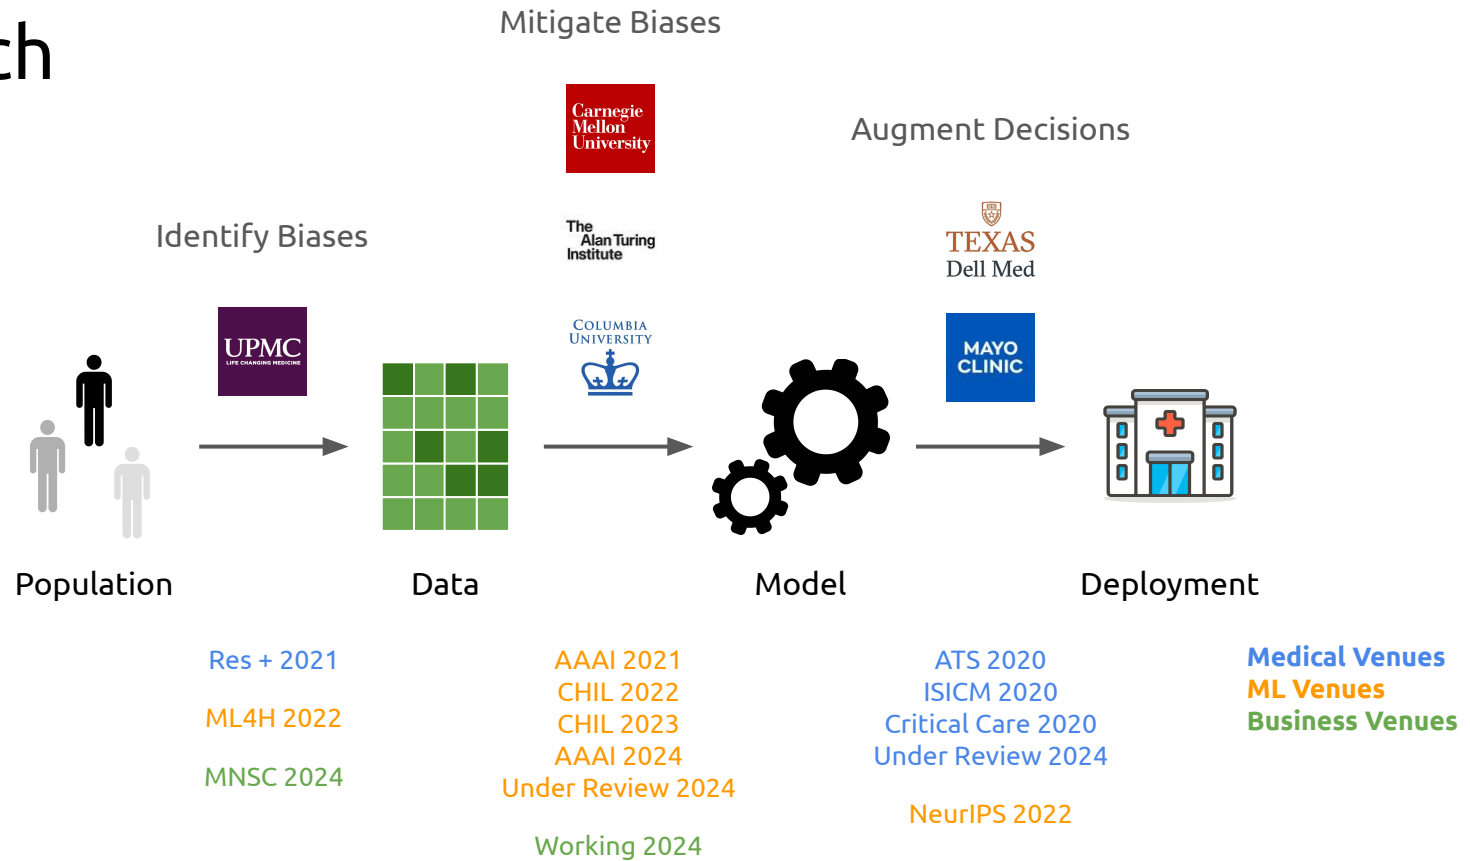 ch
Mitigate Biases
Carnegie
Mellon
University
Augment Decisions
Identify Biases
The
Alan Turing
Institute
TEXAS
Dell Med
UPMC
LIFE CHANGING MEDICINE
COLUMBIA
UNIVERSITY
MAYO
CLINIC
Population
Data
Model
Deployment
Res + 2021
ML4H 2022
MNSC 2024
AAAI 2021
CHIL 2022
CHIL 2023
AAAI 2024
Under Review 2024
Working 2024
ATS 2020
ISICM 2020
Critical Care 2020
Under Review 2024
NeurIPS 2022
Medical Venues
ML Venues
Business Venues